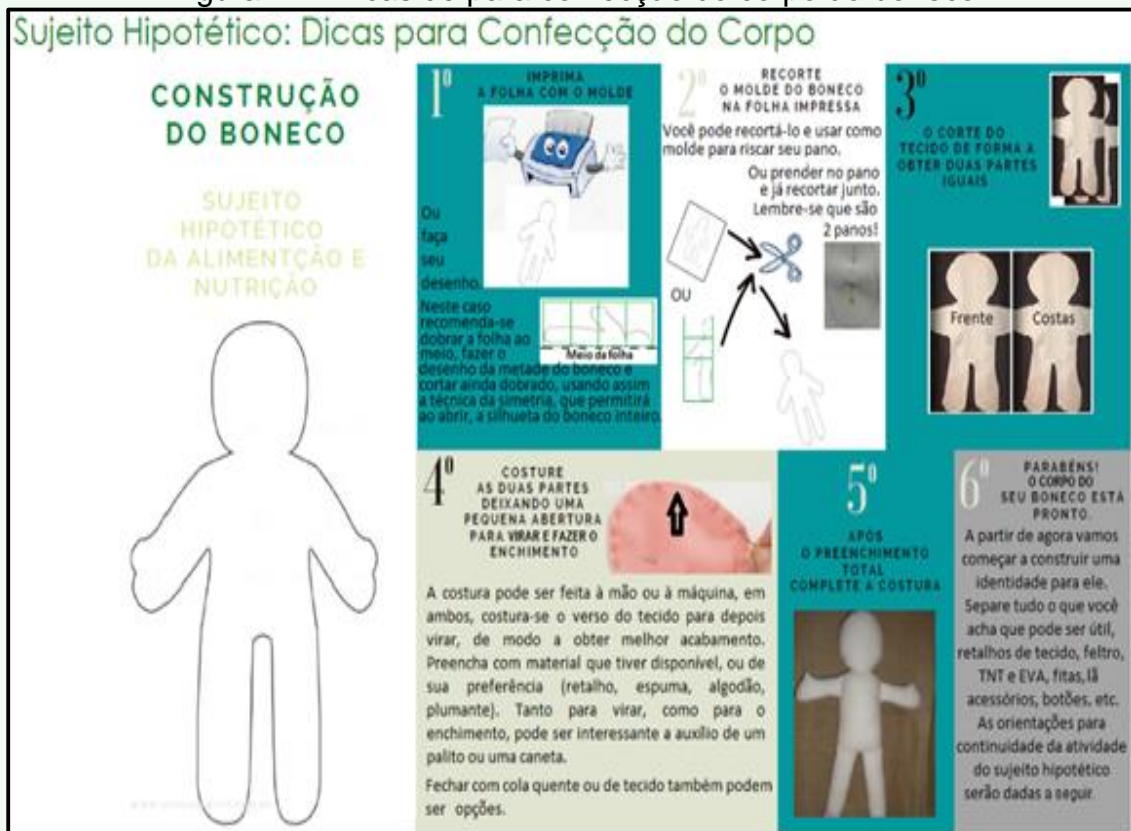 Sujeito Hipotético: Dicas para Confecção do Corpo
CONSTRUÇÃO
DO BONECO
SUJEITO
HIPOTÉTICO
DA ALIMENTÇÃO E
NUTRIÇÃO
1º
IMPRIMA
A FOLHA COM O MOLDE
Ou
faça
seu
desenho.
Neste caso
recomenda-se
dobrar a folha ao
meio, fazer o
desenho da metade do boneco e
cortar ainda dobrado, usando assim
a técnica da simetria, que permitirá
ao abrir, a silhueta do boneco inteiro.
Meio da folha
2º
RECORTE
O MOLDE DO BONECO
NA FOLHA IMPRESSA
Você pode recortá-lo e usar como
molde para riscar seu pano.
Ou prender no pano
e já recortar junto.
Lembre-se que são
2 panos!
OU
3º
O CORTE DO
TECIDO DE FORMA A
OBTER DUAS PARTES
IGUAIS
Frente
Costas
4º
COSTURE
AS DUAS PARTES
DEIXANDO UMA
PEQUENA ABERTURA
PARA VIRAR E FAZER O
ENCHIMENTO
A costura pode ser feita à mão ou à máquina, em
ambos, costura-se o verso do tecido para depois
virar, de modo a obter melhor acabamento.
Preencha com material que tiver disponível, ou de
sua preferência (retalho, espuma, algodão,
plumante). Tanto para virar, como para o
enchimento, pode ser interessante a auxílio de um
palito ou uma caneta.
Fechar com cola quente ou de tecido também podem
ser opções.
5º
APÓS
O PREENCHIMENTO
TOTAL
COMPLETE A COSTURA
6º
PARABÉNS!
O CORPO DO
SEU BONECO ESTÁ
PRONTO.
A partir de agora vamos
começar a construir uma
identidade para ele.
Separe tudo o que você
acha que pode ser útil,
retalhos de tecido, feltro,
TNT e EVA, fitas, lã
acessórios, botões, etc.
As orientações para
continuidade da atividade
do sujeito hipotético
serão dadas a seguir.